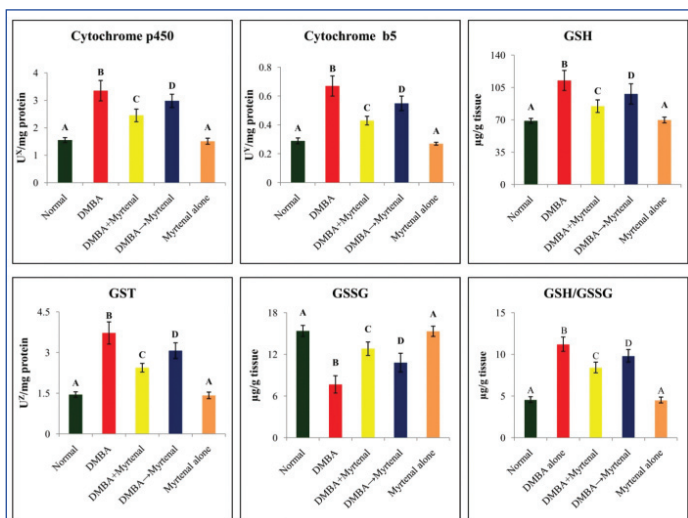 Cytochrome p450
U^X/mg protein
4
3
2
1
0
A
B
C
D
A
Normal
DMBA
DMBA+Myrtenal
DMBA→Myrtenal
Myrtenal alone
Cytochrome b5
U^Y/mg protein
0.8
0.6
0.4
0.2
0
A
B
C
D
A
Normal
DMBA
DMBA+Myrtenal
DMBA→Myrtenal
Myrtenal alone
GSH
µg/g tissue
140
105
70
35
0
A
B
C
D
A
Normal
DMBA
DMBA+Myrtenal
DMBA→Myrtenal
Myrtenal alone
GST
U^Z/mg protein
4.5
3
1.5
0
A
B
C
D
A
Normal
DMBA
DMBA+Myrtenal
DMBA→Myrtenal
Myrtenal alone
GSSG
µg/g tissue
18
12
6
0
A
B
C
D
A
Normal
DMBA
DMBA+Myrtenal
DMBA→Myrtenal
Myrtenal alone
GSH/GSSG
µg/g tissue
15
10
5
0
A
B
C
D
A
Normal
DMBA alone
DMBA+Myrtenal
DMBA→Myrtenal
Myrtenal alone